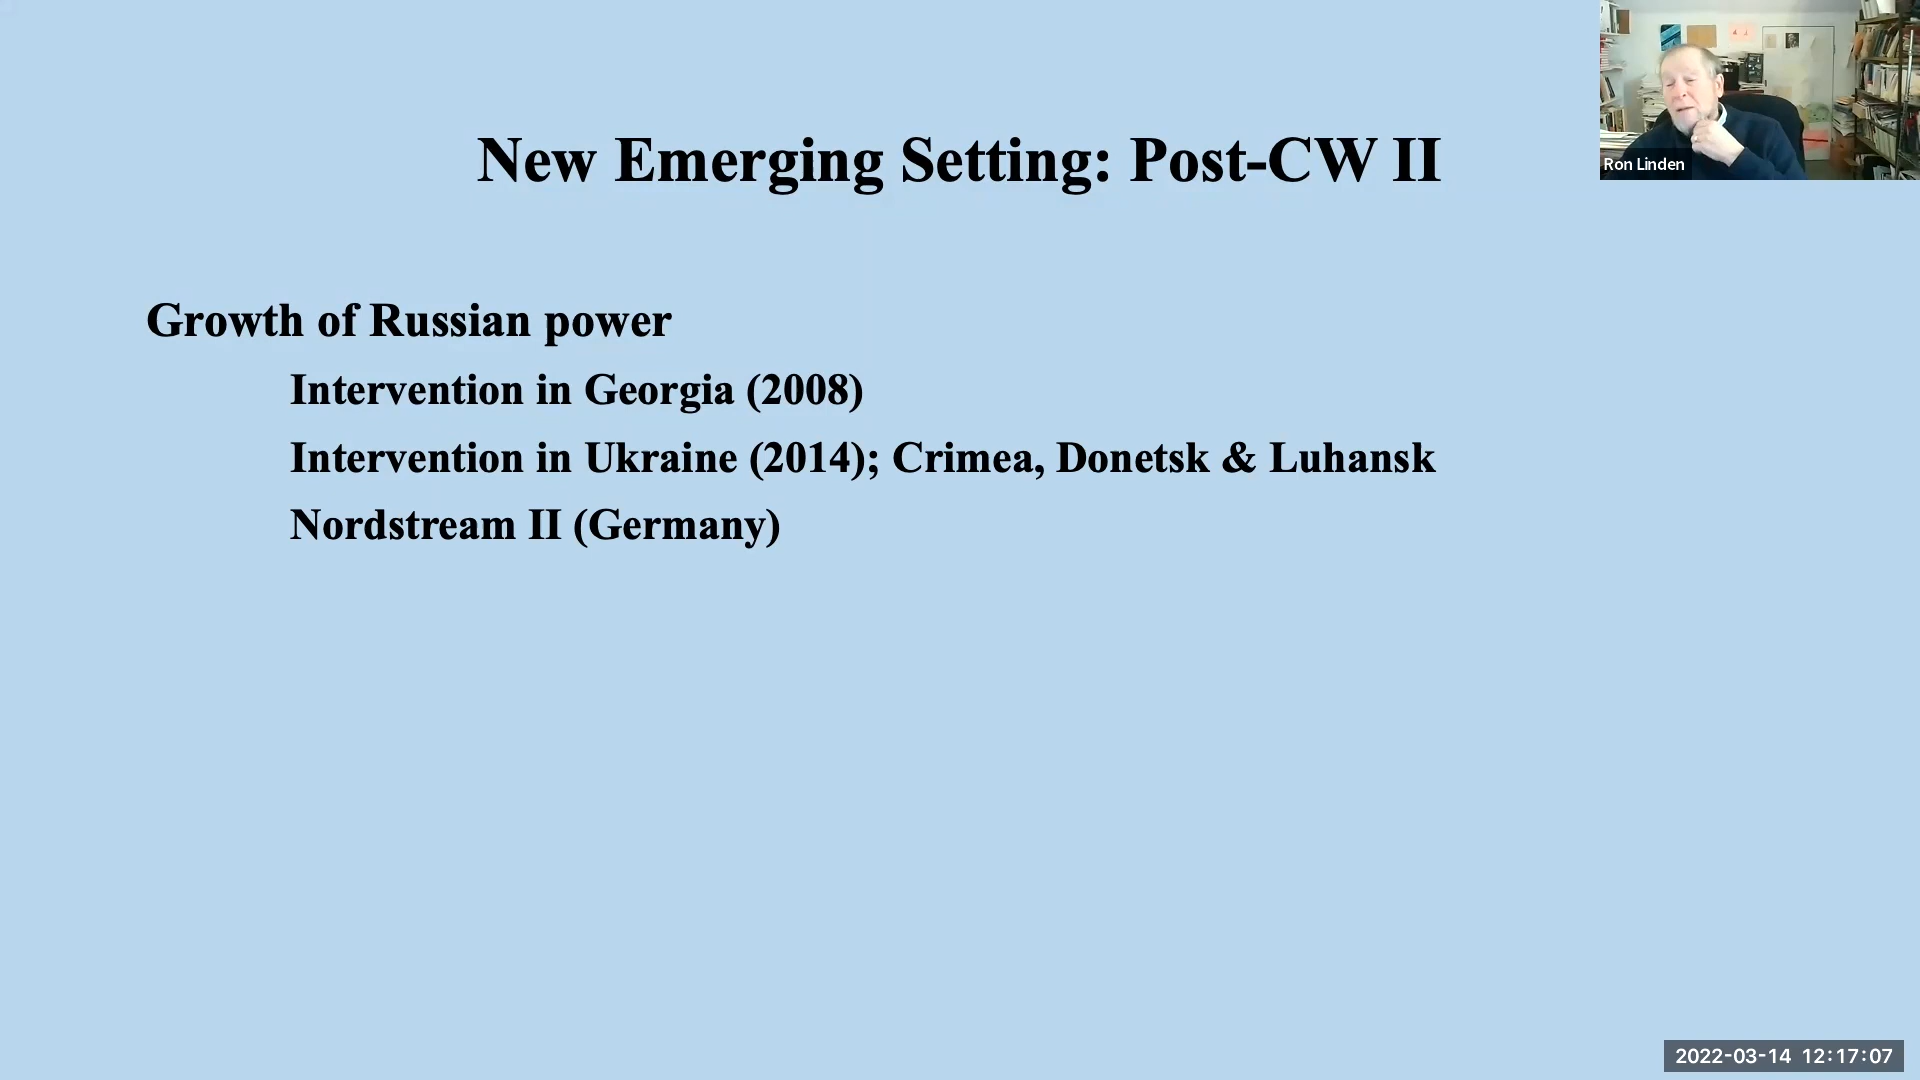 New Emerging Setting: Post-CW II
Ron Linden
Growth of Russian power
Intervention in Georgia (2008)
Intervention in Ukraine (2014); Crimea, Donetsk & Luhansk
Nordstream II (Germany)
2022-03-14 12:17:07